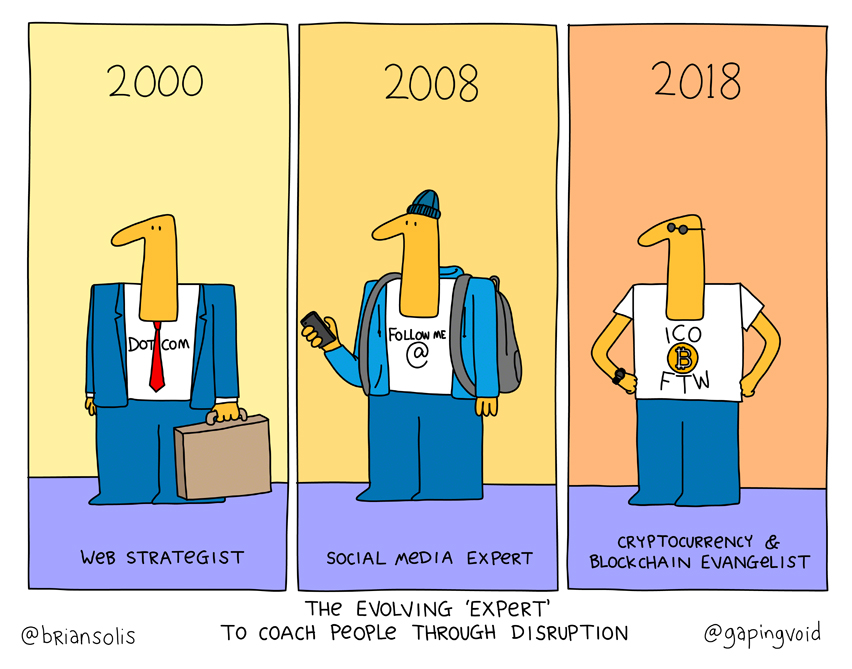 2000
2008
2018
DOT COM
FOLLOW ME
@
ICO
₿
FTW
WEB STRATEGIST
SOCIAL MEDIA EXPERT
CRYPTOCURRENCY &
BLOCKCHAIN EVANGELIST
THE EVOLVING 'EXPERT'
TO COACH PEOPLE THROUGH DISRUPTION
@briansolis
@gapingvoid